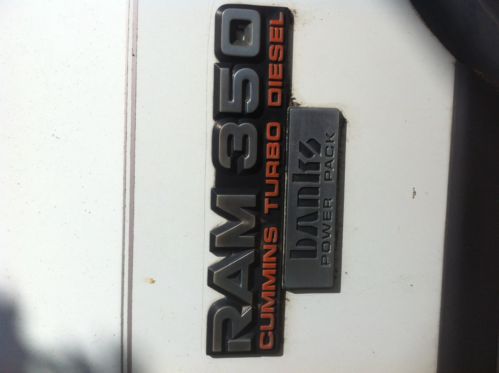 RAM 350
CUMMINS TURBO DIESEL
banks
POWER PACK